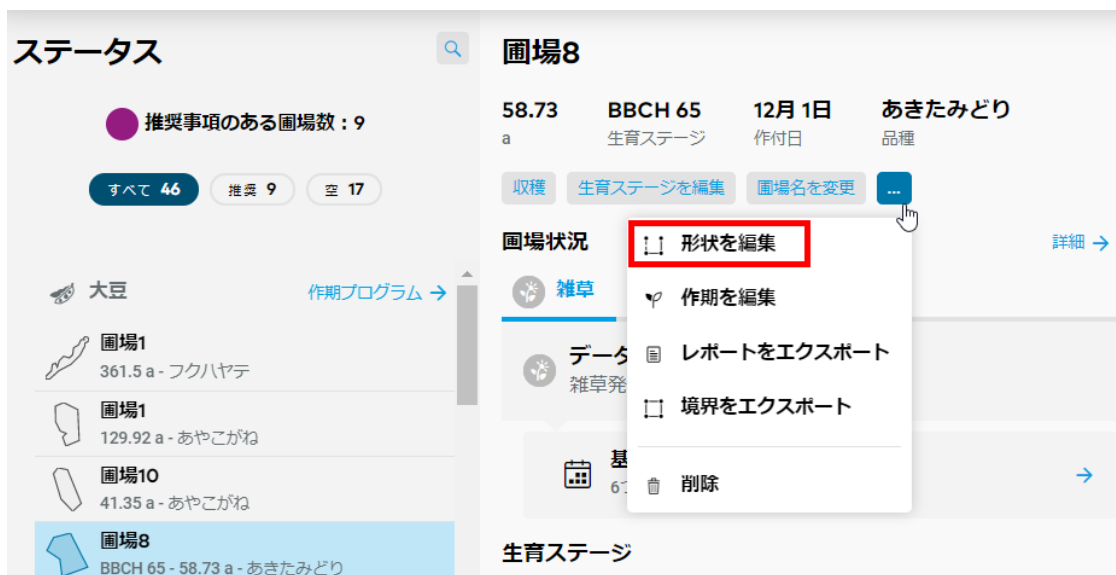 ステータス
推奨事項のある圃場数：9
すべて 46
推奨 9
空 17
大豆
作期プログラム →
圃場1
361.5 a - フクハヤテ
圃場1
129.92 a - あやこがね
圃場10
41.35 a - あやこがね
圃場8
BBCH 65 - 58.73 a - あきたみどり
圃場8
58.73 BBCH 65 12月 1日 あきたみどり
a 生育ステージ 作付日 品種
収穫 生育ステージを編集 圃場名を変更 ...
圃場状況
詳細 →
雑草
データ
雑草発
基
形状を編集
作期を編集
レポートをエクスポート
境界をエクスポート
削除
生育ステージ